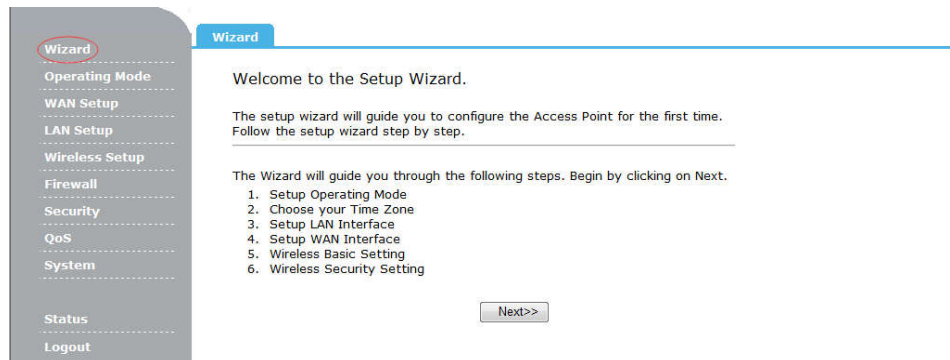 Wizard
Operating Mode
WAN Setup
LAN Setup
Wireless Setup
Firewall
Security
QoS
System
Status
Logout
Wizard
Welcome to the Setup Wizard.
The setup wizard will guide you to configure the Access Point for the first time.
Follow the setup wizard step by step.
The Wizard will guide you through the following steps. Begin by clicking on Next.
1. Setup Operating Mode
2. Choose your Time Zone
3. Setup LAN Interface
4. Setup WAN Interface
5. Wireless Basic Setting
6. Wireless Security Setting
Next>>